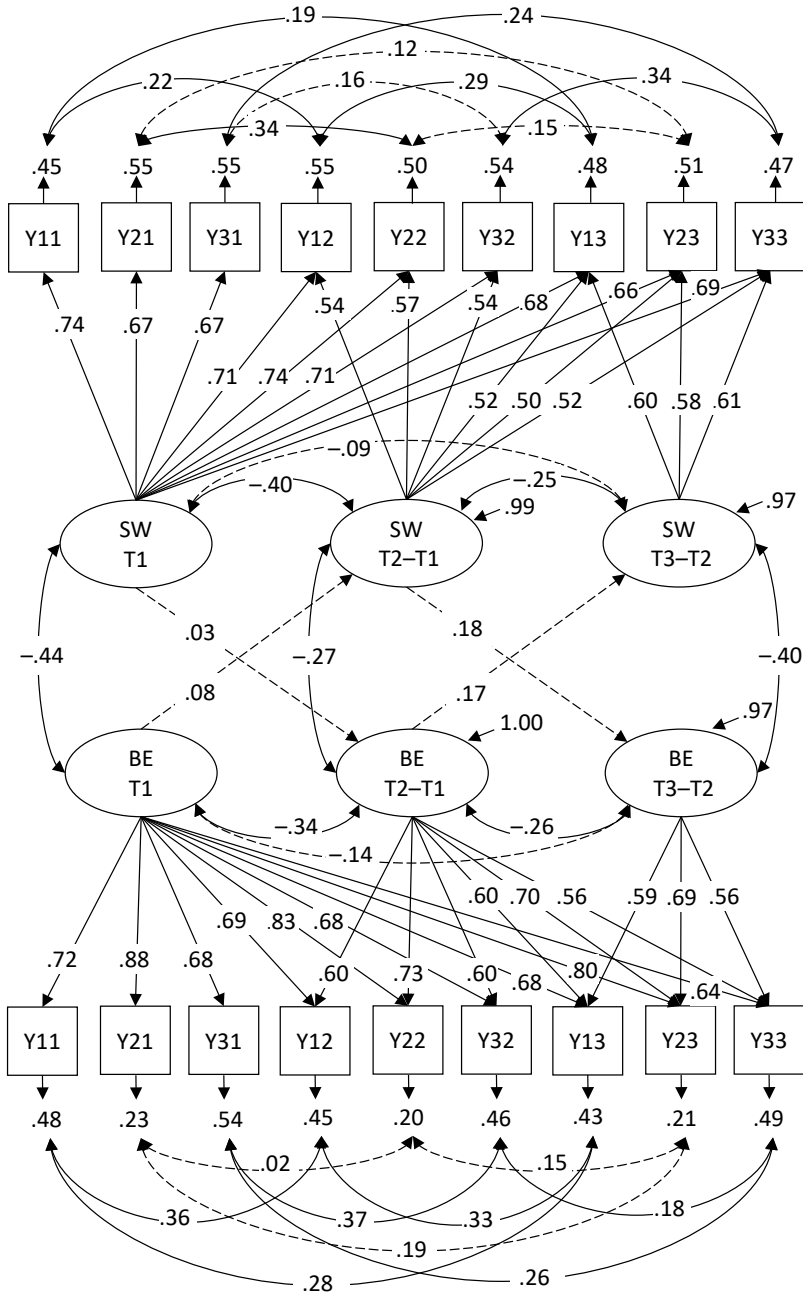 .19 .24
.12
.22 .16 .29 .34
.34 .15
.45 .55 .55 .55 .50 .54 .48 .51 .47
Y11 Y21 Y31 Y12 Y22 Y32 Y13 Y23 Y33
.74 .67 .67 .54 .57 .54 .68 .66 .69
.71 .74 .71 .52 .50 .52 .60 .58 .61
–.09
–.40 –.25
SW
T1
SW
T2–T1
.99
SW
T3–T2
.97
.03 .18
–.44 –.27 –.40
.08 .17
BE
T1
BE
T2–T1
1.00
BE
T3–T2
.97
–.34 –.26
–.14
.72 .88 .68 .69 .83 .68 .60 .70 .56 .59 .69 .56
.60 .73 .60 .68 .80 .64
Y11 Y21 Y31 Y12 Y22 Y32 Y13 Y23 Y33
.48 .23 .54 .45 .20 .46 .43 .21 .49
.02 .15
.36 .37 .33 .18
.19
.28 .26